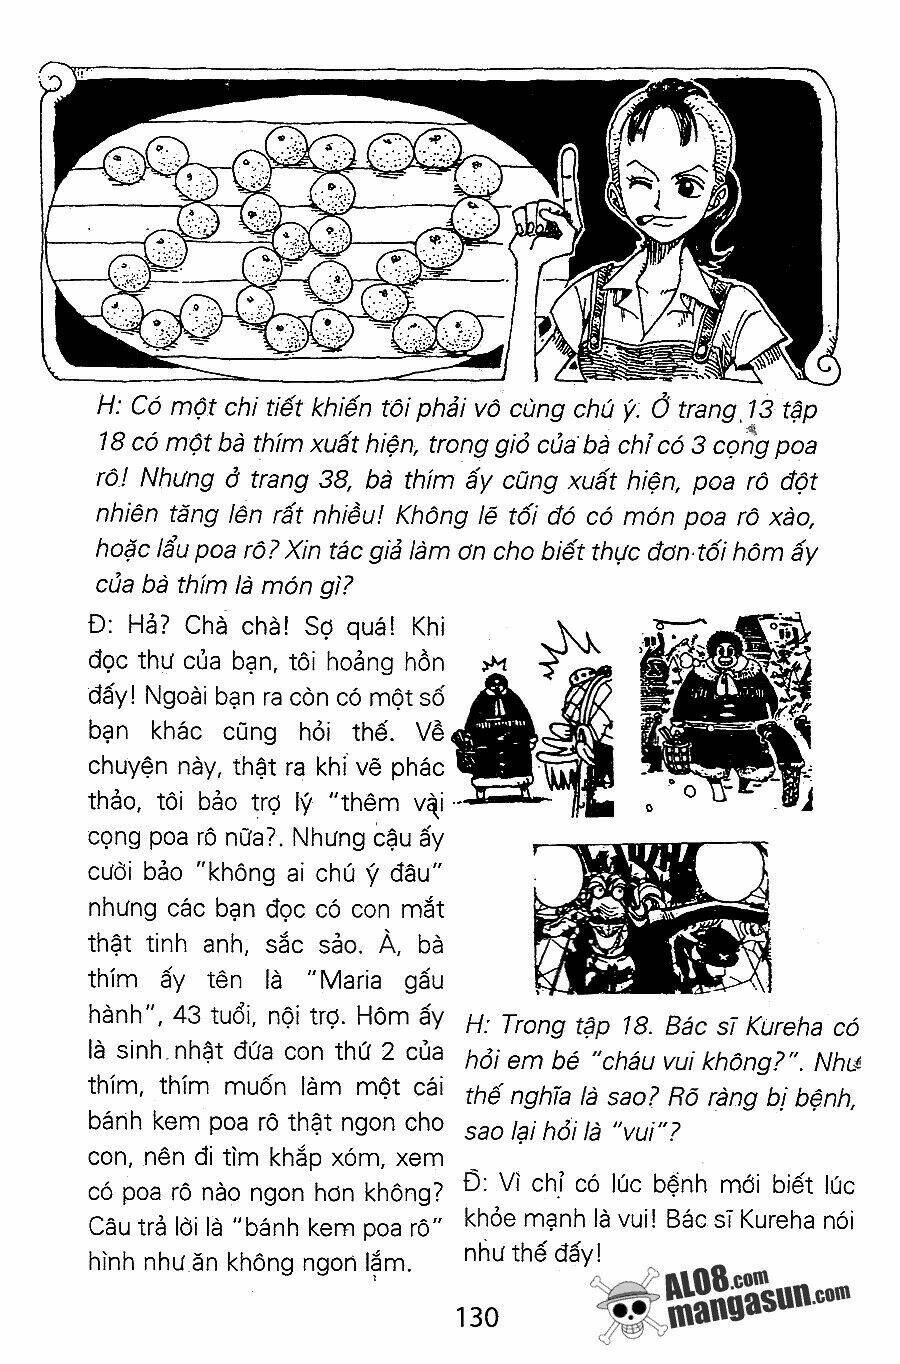 H: Có một chi tiết khiến tôi phải vô cùng chú ý. Ở trang 13 tập
18 có một bà thím xuất hiện, trong giỏ của bà chỉ có 3 cọng poa
rô! Nhưng ở trang 38, bà thím ấy cũng xuất hiện, poa rô đột
nhiên tăng lên rất nhiều! Không lẽ tối đó có món poa rô xào,
hoặc lẩu poa rô? Xin tác giả làm ơn cho biết thực đơn tối hôm ấy
của bà thím là món gì?
Đ: Hả? Chà chà! Sợ quá! Khi
đọc thư của bạn, tôi hoảng hồn
đấy! Ngoài bạn ra còn có một số
bạn khác cũng hỏi thế. Về
chuyện này, thật ra khi vẽ phác
thảo, tôi bảo trợ lý "thêm vài
cọng poa rô nữa?. Nhưng cậu ấy
cười bảo "không ai chú ý đâu"
nhưng các bạn đọc có con mắt
thật tinh anh, sắc sảo. À, bà
thím ấy tên là "Maria gấu
hành", 43 tuổi, nội trợ. Hôm ấy
là sinh nhật đứa con thứ 2 của
thím, thím muốn làm một cái
bánh kem poa rô thật ngon cho
con, nên đi tìm khắp xóm, xem
có poa rô nào ngon hơn không?
Câu trả lời là "bánh kem poa rô"
hình như ăn không ngon lắm.
H: Trong tập 18. Bác sĩ Kureha có
hỏi em bé "cháu vui không?". Như
thế nghĩa là sao? Rõ ràng bị bệnh,
sao lại hỏi là "vui"?
Đ: Vì chỉ có lúc bệnh mới biết lúc
khỏe mạnh là vui! Bác sĩ Kureha nói
như thế đấy!
130
ALO8.com
mangasun.com